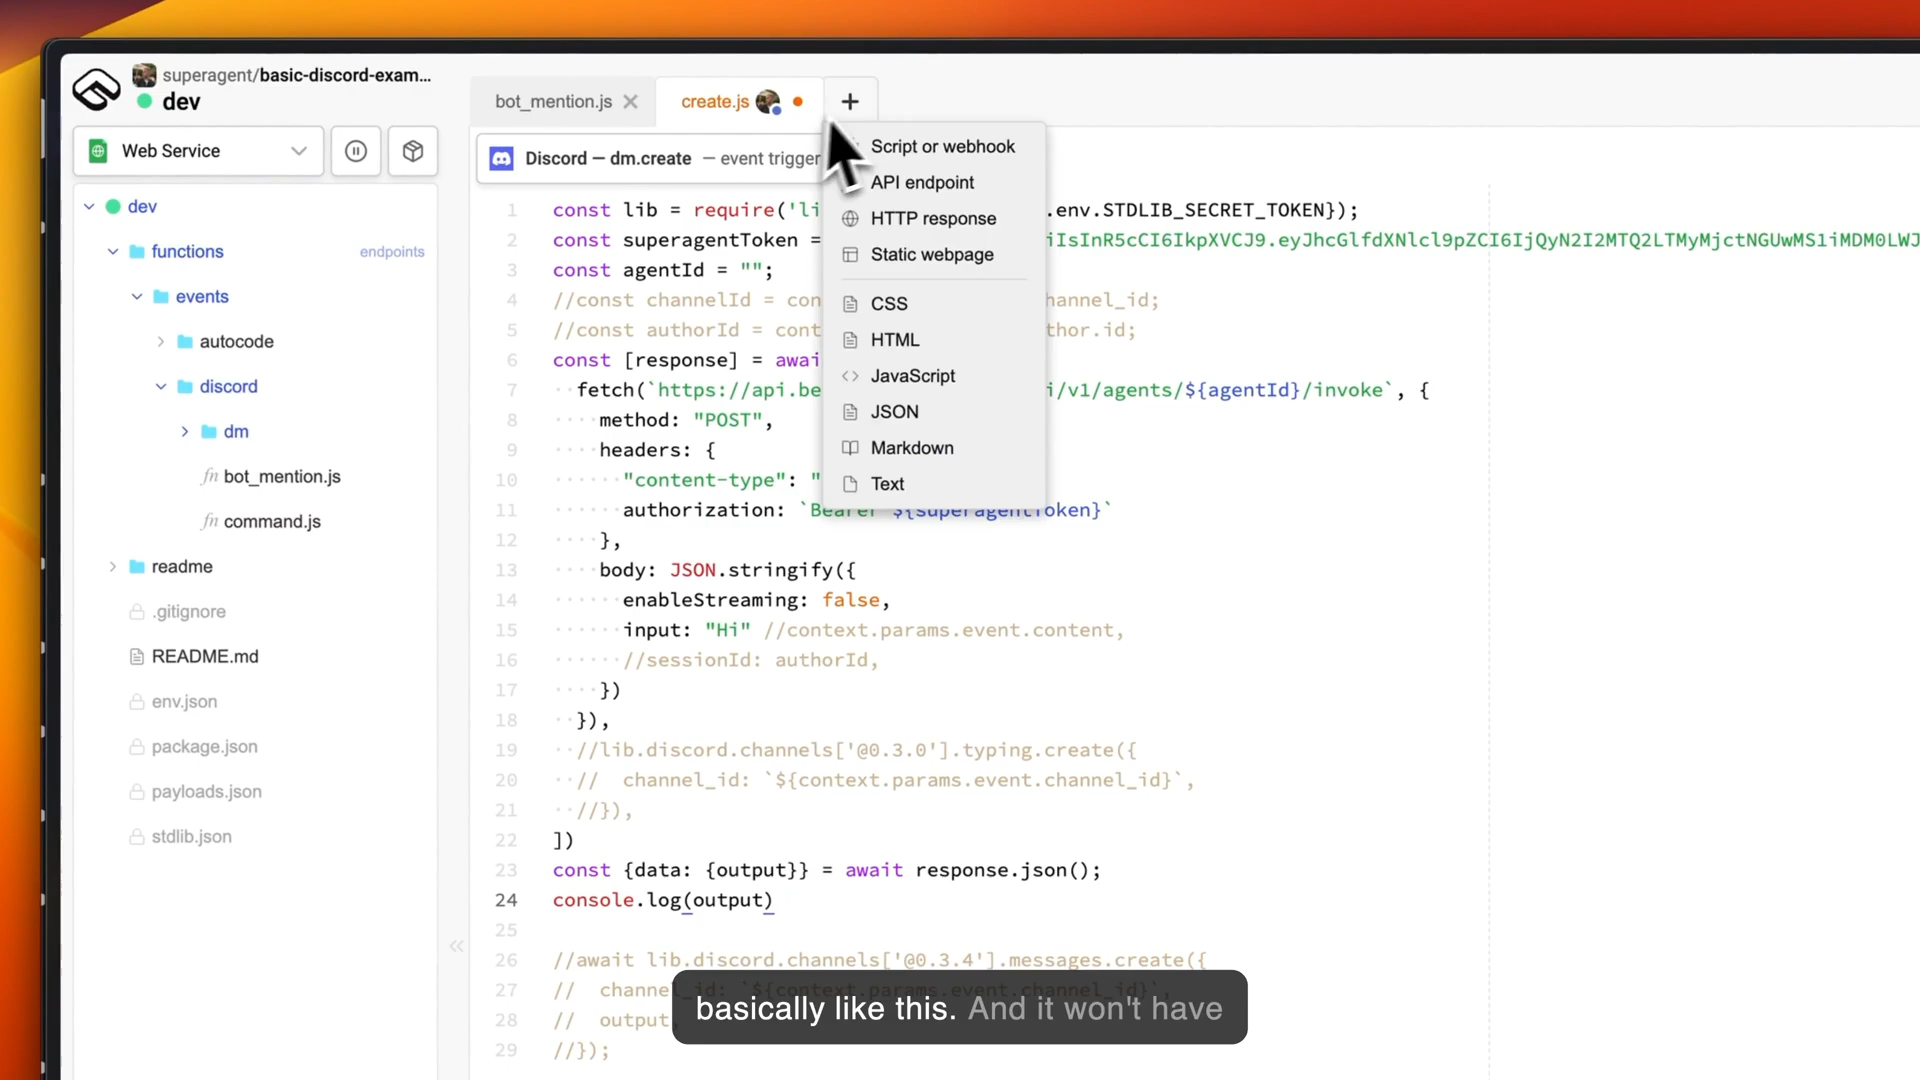 superagent/basic-discord-exam...
dev
Web Service
dev
functions
endpoints
events
autocode
discord
dm
fn bot_mention.js
fn command.js
readme
.gitignore
README.md
env.json
package.json
payloads.json
stdlib.json
bot_mention.js
create.js
Discord — dm.create — event trigger
Script or webhook
API endpoint
HTTP response
Static webpage
CSS
HTML
JavaScript
JSON
Markdown
Text
1 const lib = require('li .env.STDLIB_SECRET_TOKEN});
2 const superagentToken = iIsInR5cCI6IkpXVCJ9.eyJhcGlfdXNlcl9pZCI6IjQyN2I2MTQ2LTMyMjctNGUwMS1iMDM0LWJ
3 const agentId = "";
4 //const channelId = con hannel_id;
5 //const authorId = cont thor.id;
6 const [response] = awai
7 fetch(`https://api.be i/v1/agents/${agentId}/invoke`, {
8 method: "POST",
9 headers: {
10 "content-type": "
11 authorization: `Bearer ${superagentToken}`
12 },
13 body: JSON.stringify({
14 enableStreaming: false,
15 input: "Hi" //context.params.event.content,
16 //sessionId: authorId,
17 })
18 }),
19 //lib.discord.channels['@0.3.0'].typing.create({
20 // channel_id: `${context.params.event.channel_id}`,
21 //}),
22 ])
23 const {data: {output}} = await response.json();
24 console.log(output)
25
26 //await lib.discord.channels['@0.3.4'].messages.create({
27 // channel_id: `${context.params.event.channel_id}`,
28 // output,
29 //});
basically like this. And it won't have